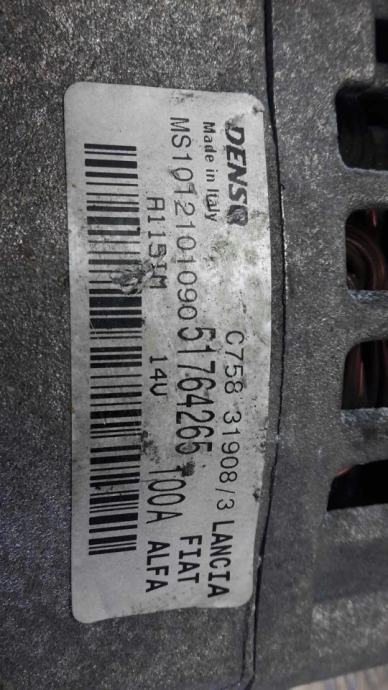 DENSO C758 31908/3 LANCIA
Made in Italy
MS1012101090 51764265 FIAT
A115IM 14V 100A ALFA